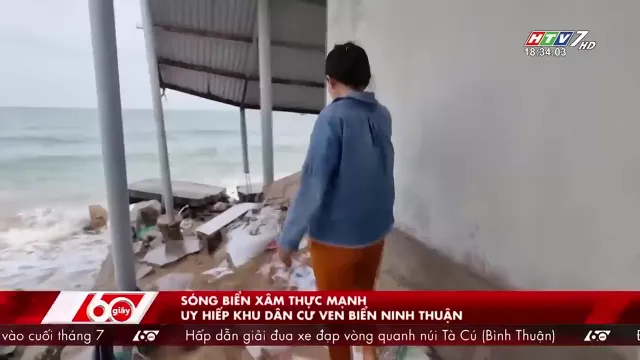 HTV7 HD
18:34:03
60 giây
SÓNG BIỂN XÂM THỰC MẠNH
UY HIẾP KHU DÂN CƯ VEN BIỂN NINH THUẬN
vào cuối tháng 7 60 Hấp dẫn giải đua xe đạp vòng quanh núi Tà Cú (Bình Thuận) 60